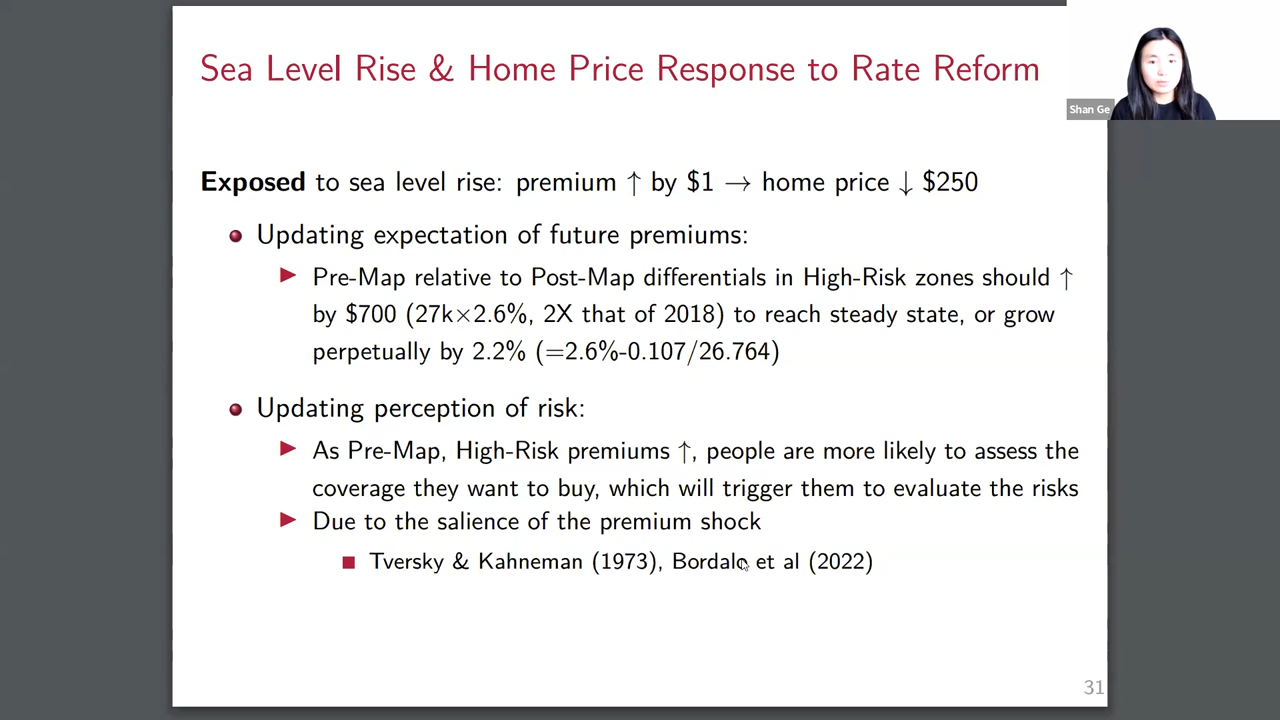 Sea Level Rise & Home Price Response to Rate Reform
Shan Ge
Exposed to sea level rise: premium ↑ by $1 → home price ↓ $250
Updating expectation of future premiums:
Pre-Map relative to Post-Map differentials in High-Risk zones should ↑
by $700 (27k×2.6%, 2X that of 2018) to reach steady state, or grow
perpetually by 2.2% (=2.6%-0.107/26.764)
Updating perception of risk:
As Pre-Map, High-Risk premiums ↑, people are more likely to assess the
coverage they want to buy, which will trigger them to evaluate the risks
Due to the salience of the premium shock
Tversky & Kahneman (1973), Bordalo et al (2022)
31